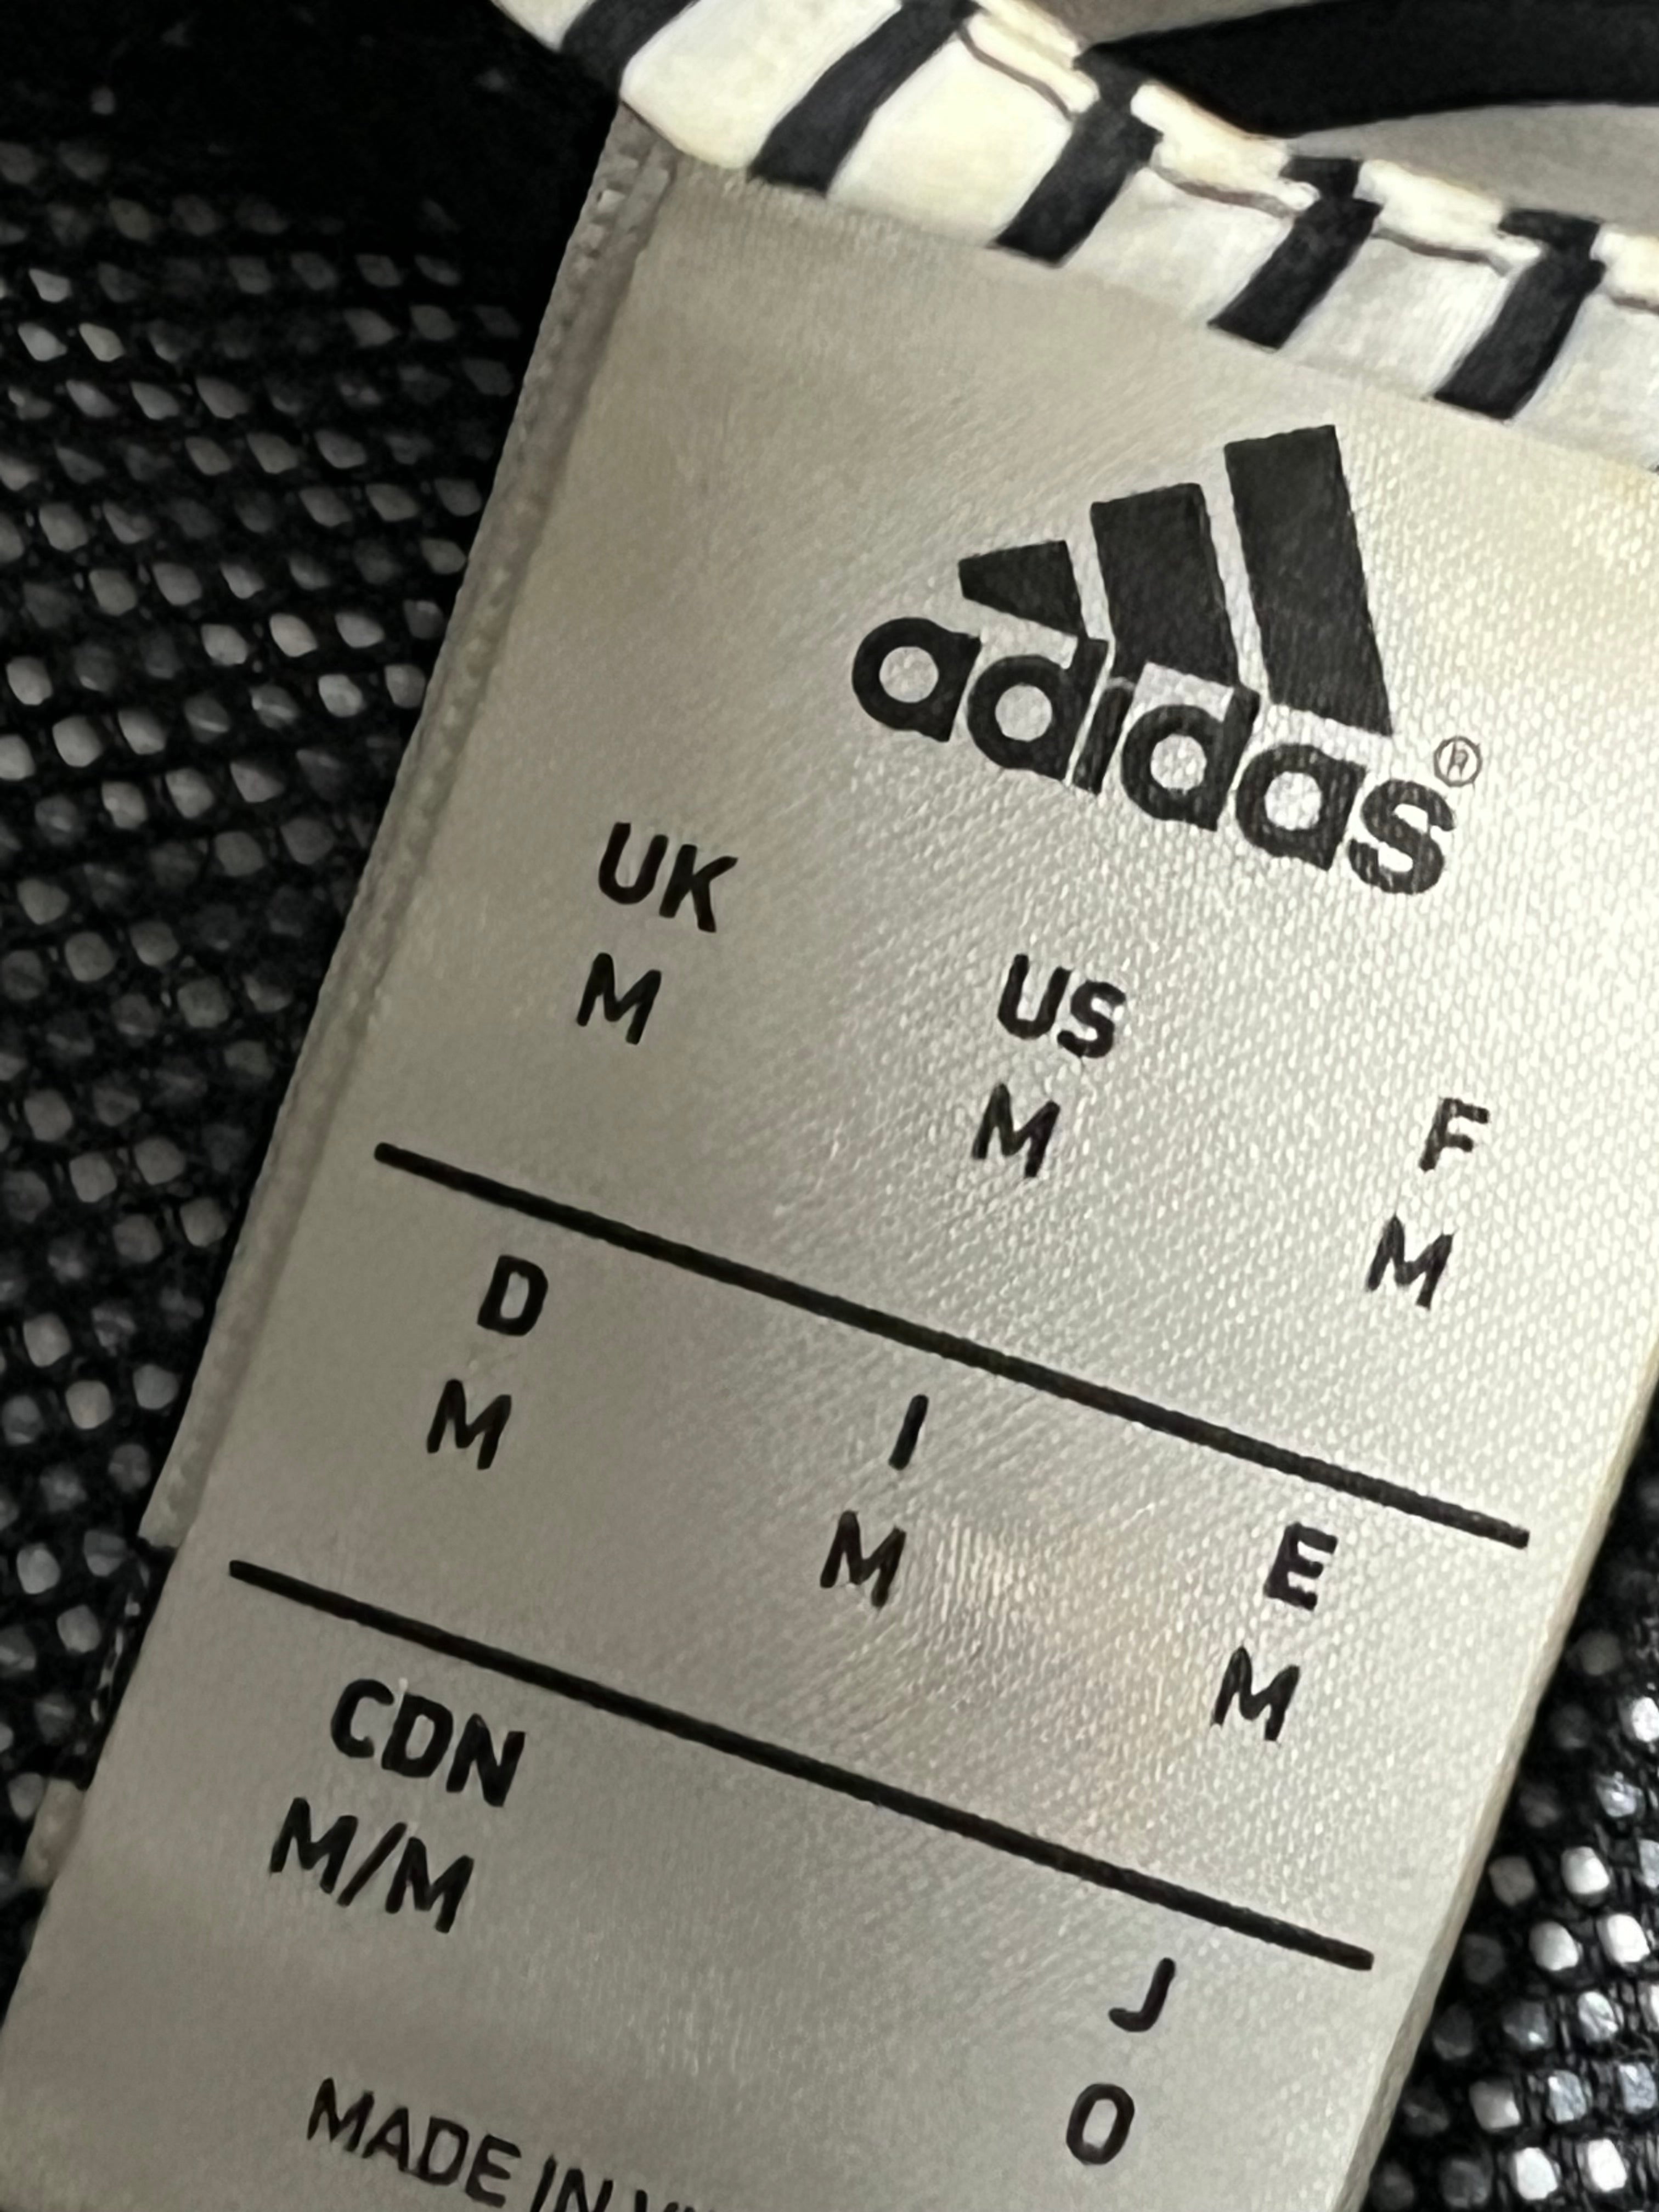 adidas®
UK US F
M M M
D I E
M M M
CDN J
M/M O
MADE IN